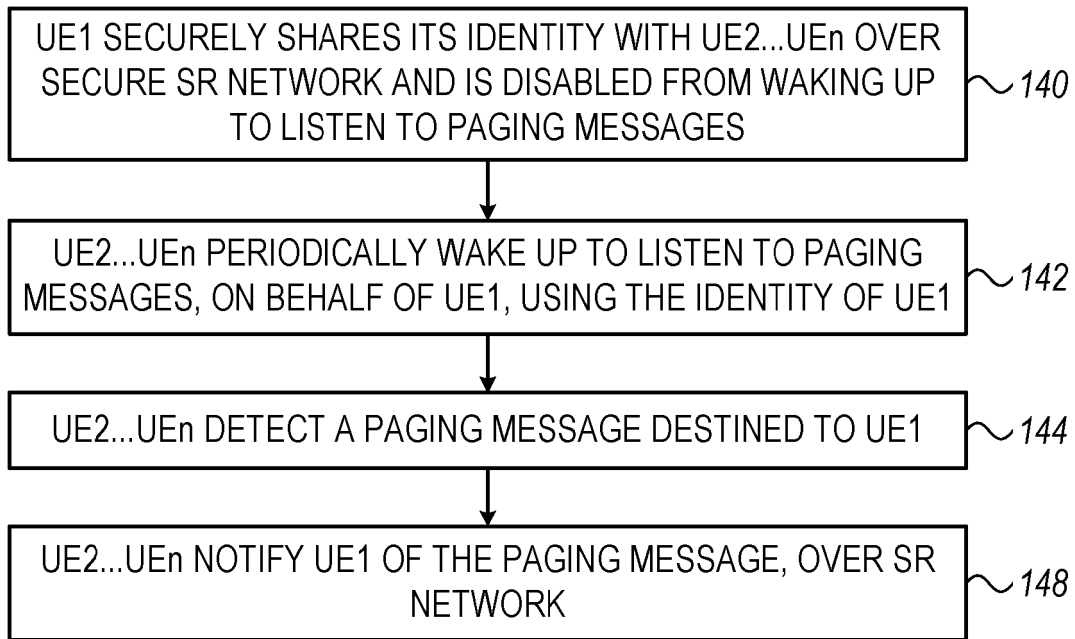 UE1 SECURELY SHARES ITS IDENTITY WITH UE2...UEn OVER
SECURE SR NETWORK AND IS DISABLED FROM WAKING UP
TO LISTEN TO PAGING MESSAGES
140
UE2...UEn PERIODICALLY WAKE UP TO LISTEN TO PAGING
MESSAGES, ON BEHALF OF UE1, USING THE IDENTITY OF UE1
142
UE2...UEn DETECT A PAGING MESSAGE DESTINED TO UE1
144
UE2...UEn NOTIFY UE1 OF THE PAGING MESSAGE, OVER SR
NETWORK
148